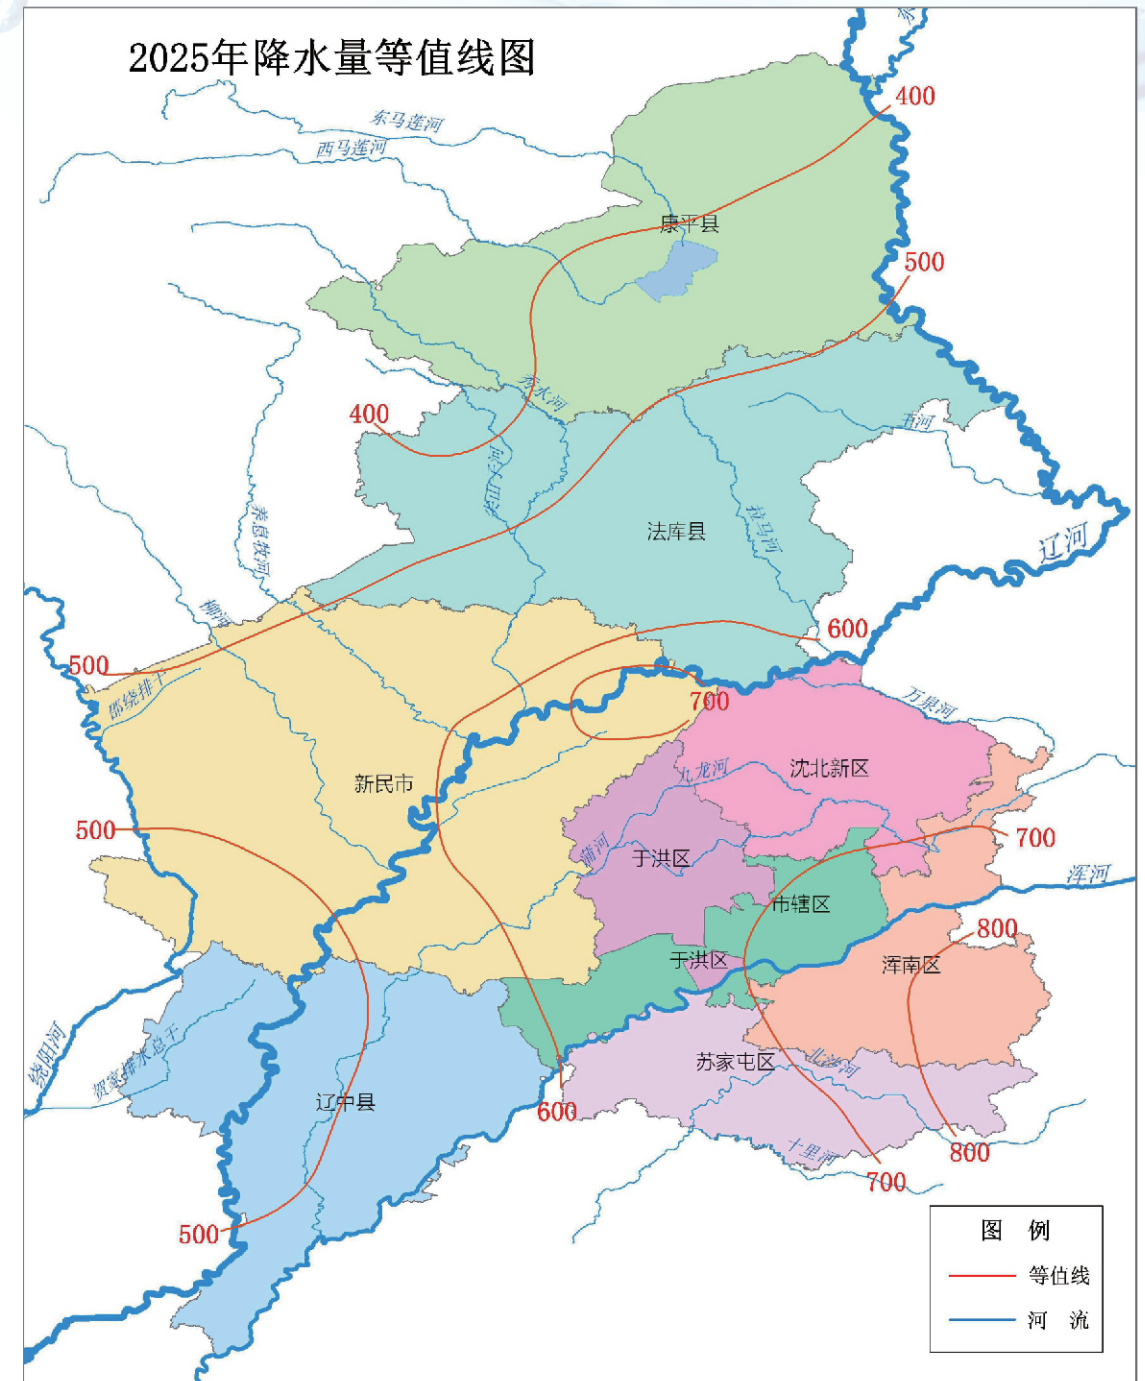 2025年降水量等值线图
400
东马莲河
西马莲河
康平县
500
秀水河
400
王河
养息牧河
拉马河
法库县
辽河
柳河
600
500
邵绕排干
700
万泉河
九龙河
沈北新区
新民市
500
700
蒲河
于洪区
浑河
市辖区
800
于洪区
浑南区
绕阳河
贺家排水总干
苏家屯区
北沙河
辽中县
600
十里河
800
700
500
图 例
等值线
河 流